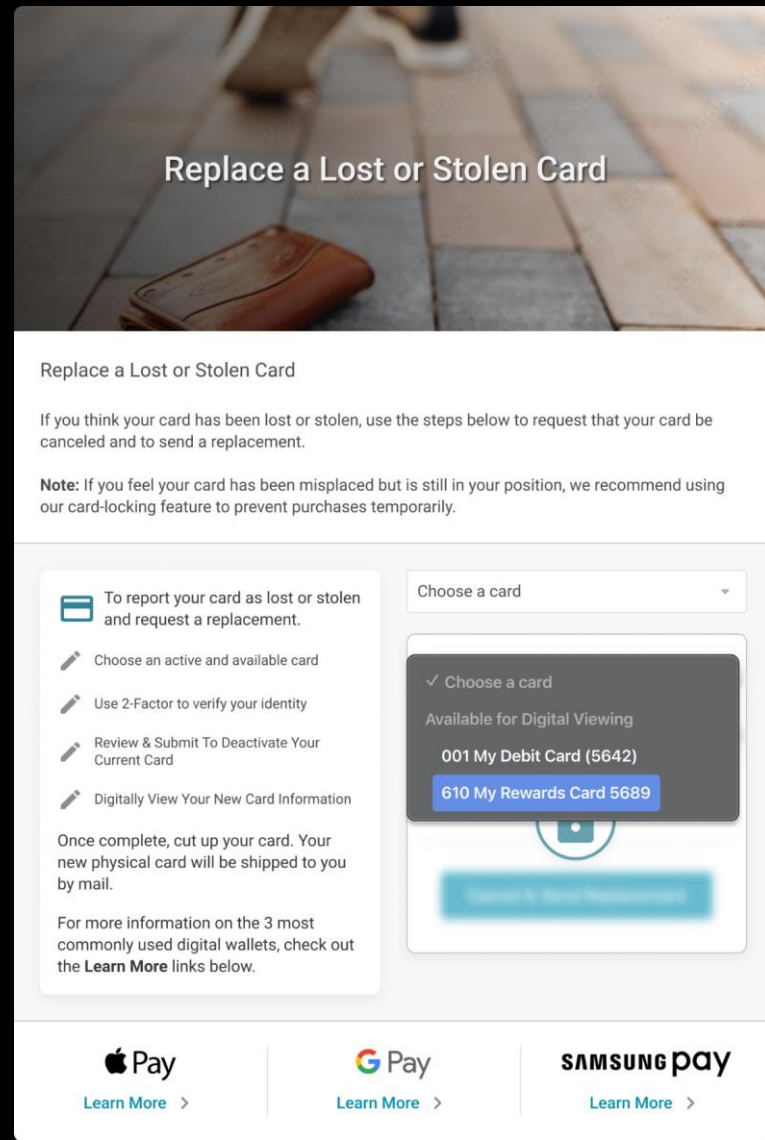 Replace a Lost or Stolen Card
Replace a Lost or Stolen Card
If you think your card has been lost or stolen, use the steps below to request that your card be
canceled and to send a replacement.
Note: If you feel your card has been misplaced but is still in your position, we recommend using
our card-locking feature to prevent purchases temporarily.
To report your card as lost or stolen
and request a replacement.
Choose an active and available card
Use 2-Factor to verify your identity
Review & Submit To Deactivate Your
Current Card
Digitally View Your New Card Information
Once complete, cut up your card. Your
new physical card will be shipped to you
by mail.
For more information on the 3 most
commonly used digital wallets, check out
the Learn More links below.
Choose a card
✓ Choose a card
Available for Digital Viewing
001 My Debit Card (5642)
610 My Rewards Card 5689
Pay
Learn More >
G Pay
Learn More >
SAMSUNG pay
Learn More >